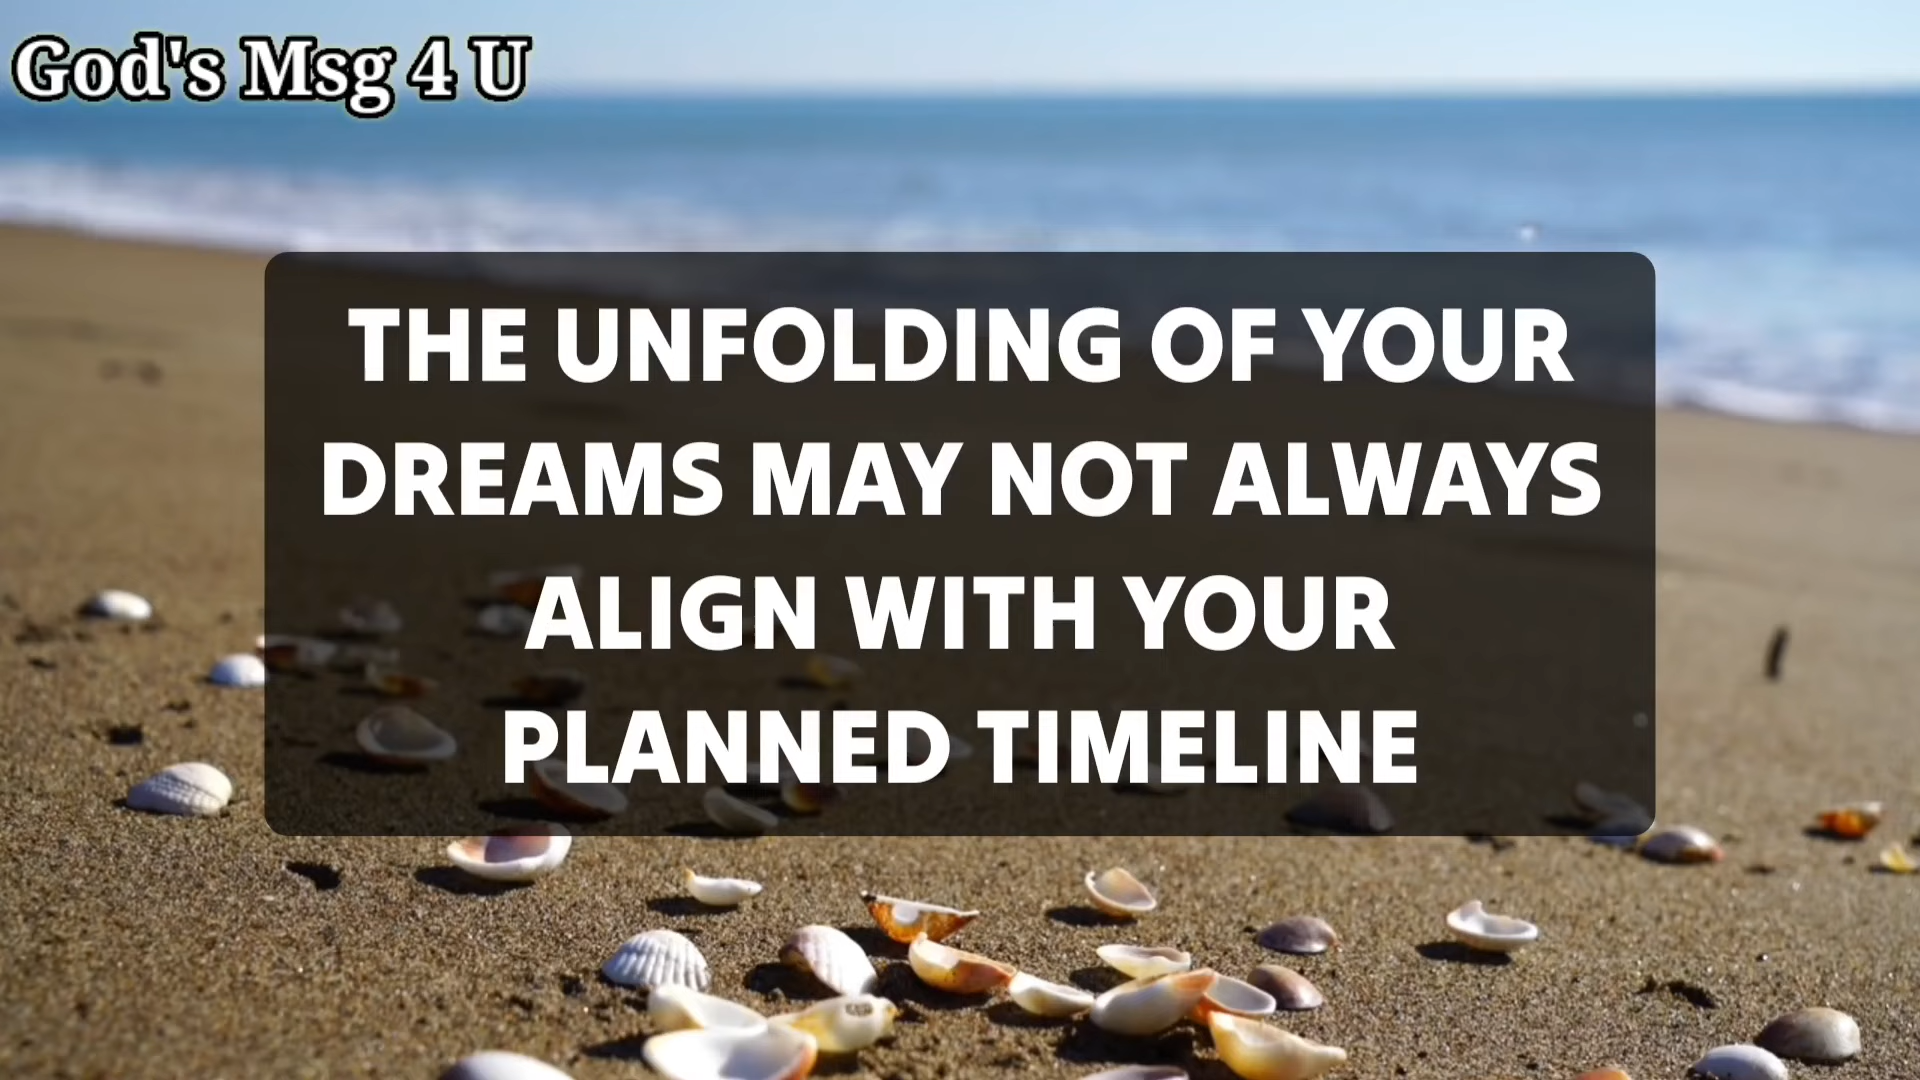 God's Msg 4 U
THE UNFOLDING OF YOUR
DREAMS MAY NOT ALWAYS
ALIGN WITH YOUR
PLANNED TIMELINE